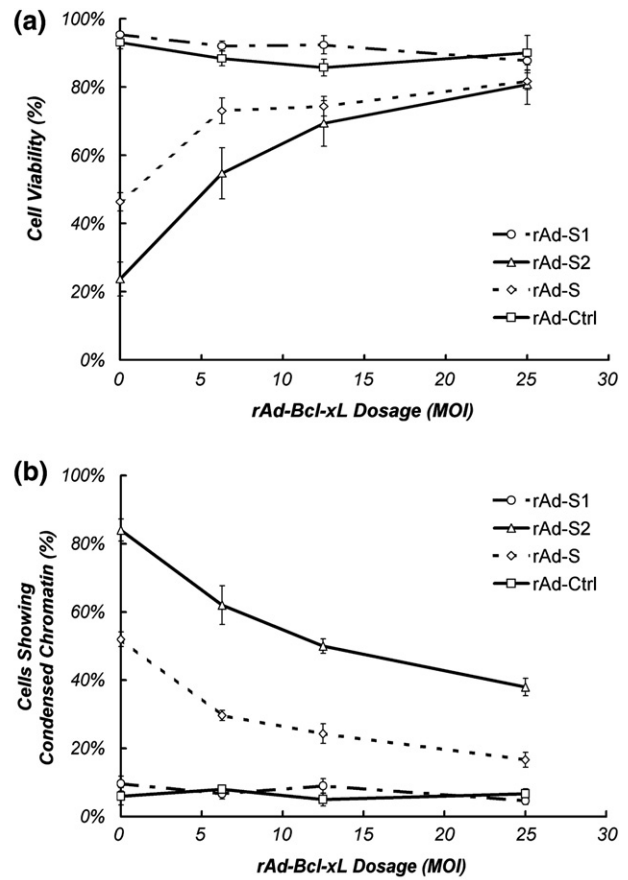 (a)
100%
80%
60%
40%
20%
0%
Cell Viability (%)
rAd-S1
rAd-S2
rAd-S
rAd-Ctrl
0 5 10 15 20 25 30
rAd-Bcl-xL Dosage (MOI)
(b)
100%
80%
60%
40%
20%
0%
Cells Showing
Condensed Chromatin (%)
rAd-S1
rAd-S2
rAd-S
rAd-Ctrl
0 5 10 15 20 25 30
rAd-Bcl-xL Dosage (MOI)